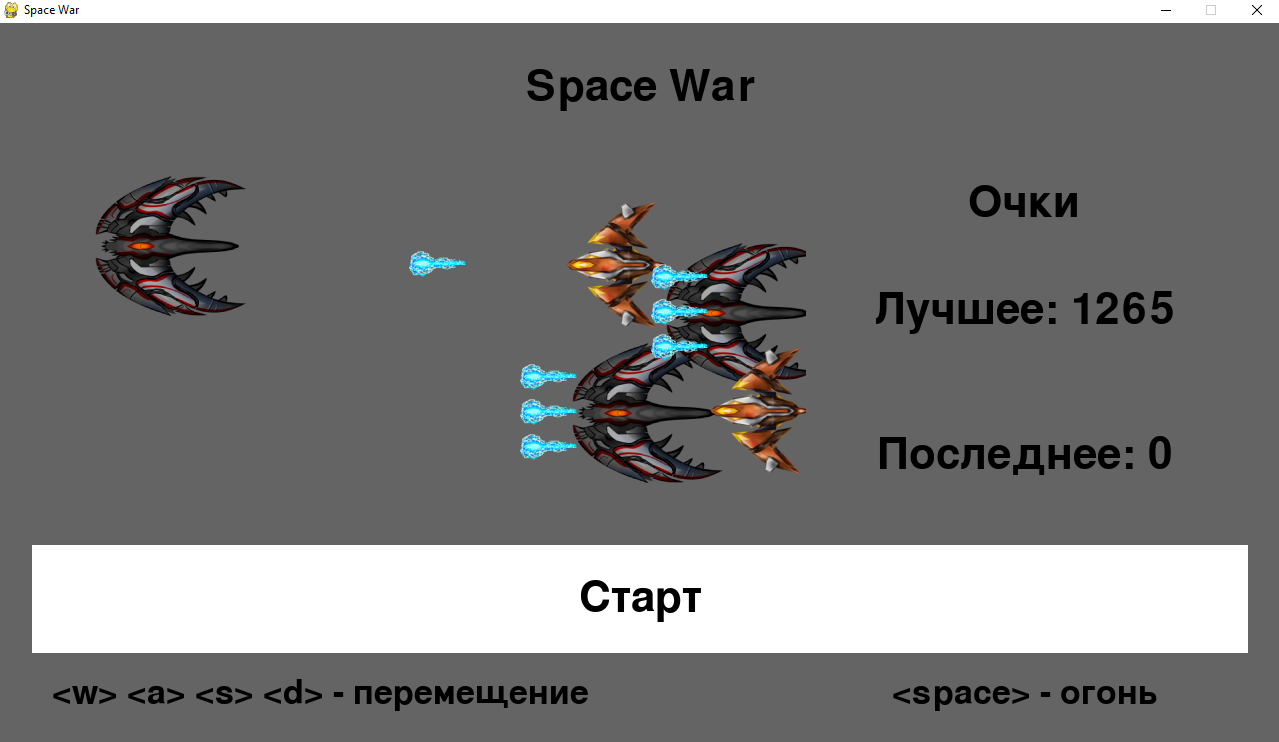 Space War
Space War
Очки
Лучшее: 1265
Последнее: 0
Старт
<w> <a> <s> <d> - перемещение
<space> - огонь